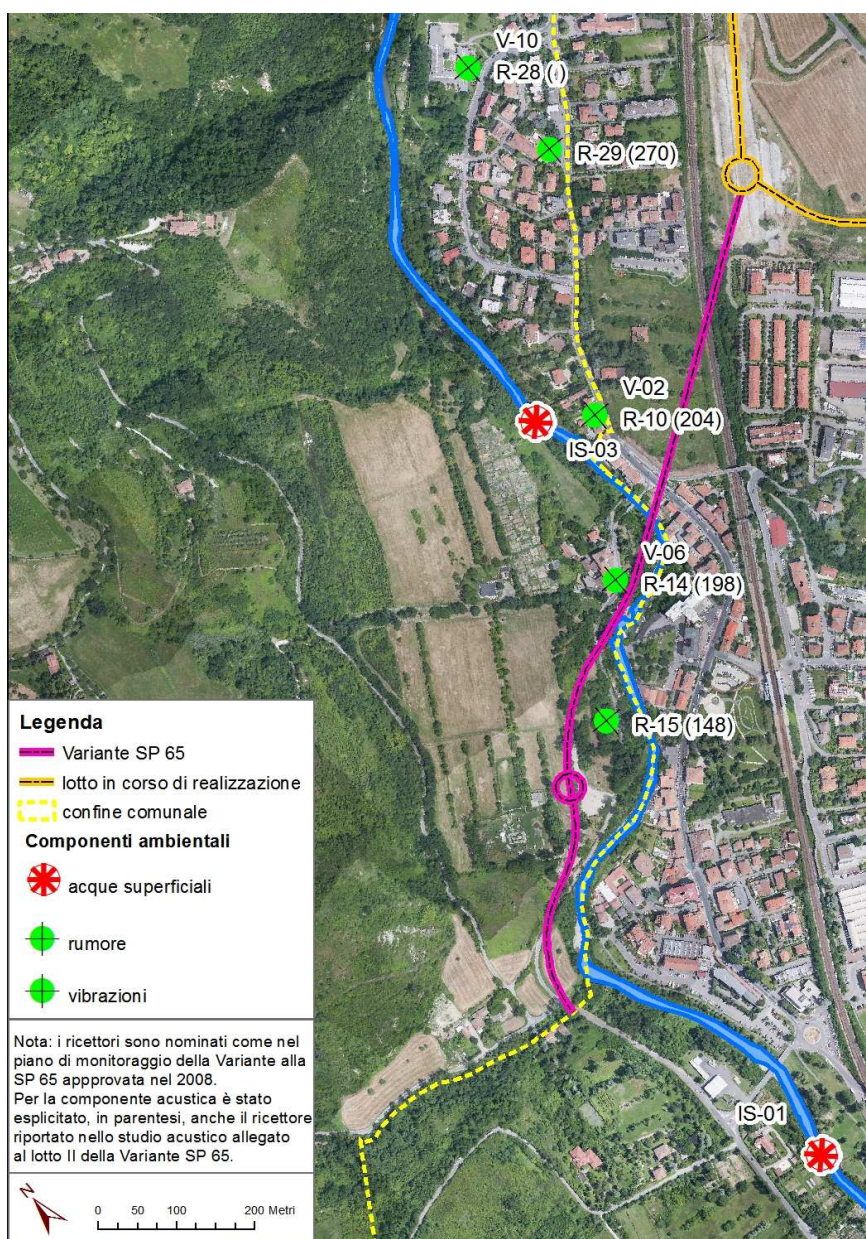 V-10
R-28 (-)
R-29 (270)
V-02
R-10 (204)
IS-03
V-06
R-14 (198)
R-15 (148)
IS-01
Legenda
Variante SP 65
lotto in corso di realizzazione
confine comunale
Componenti ambientali
acque superficiali
rumore
vibrazioni
Nota: i ricettori sono nominati come nel
piano di monitoraggio della Variante alla
SP 65 appprovata nel 2008.
Per la componente acustica è stato
esplicitato, in parentesi, anche il ricettore
riportato nello studio acustico allegato
al lotto II della Variante SP 65.
N
0 50 100 200 Metri